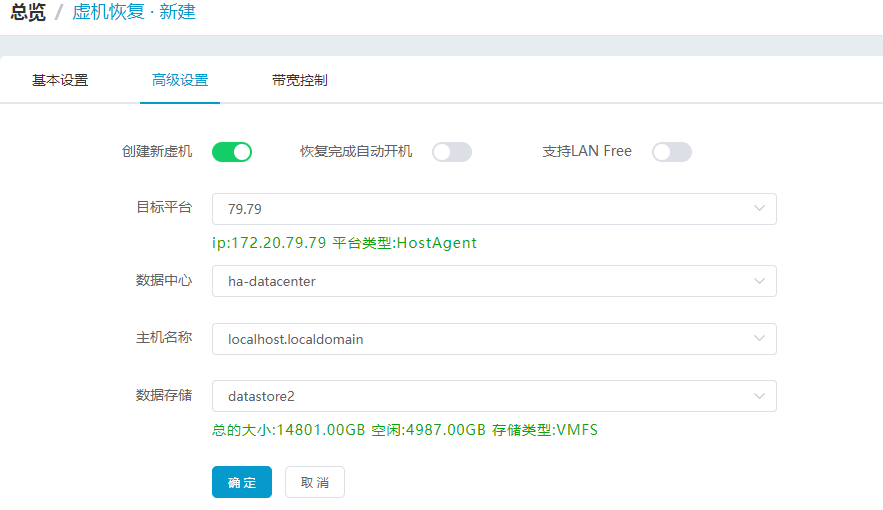 总览 / 虚机恢复 · 新建
基本设置 高级设置 带宽控制
创建新虚机 恢复完成自动开机 支持LAN Free
目标平台 79.79
ip:172.20.79.79 平台类型:HostAgent
数据中心 ha-datacenter
主机名称 localhost.localdomain
数据存储 datastore2
总的大小:14801.00GB 空闲:4987.00GB 存储类型:VMFS
确定 取消